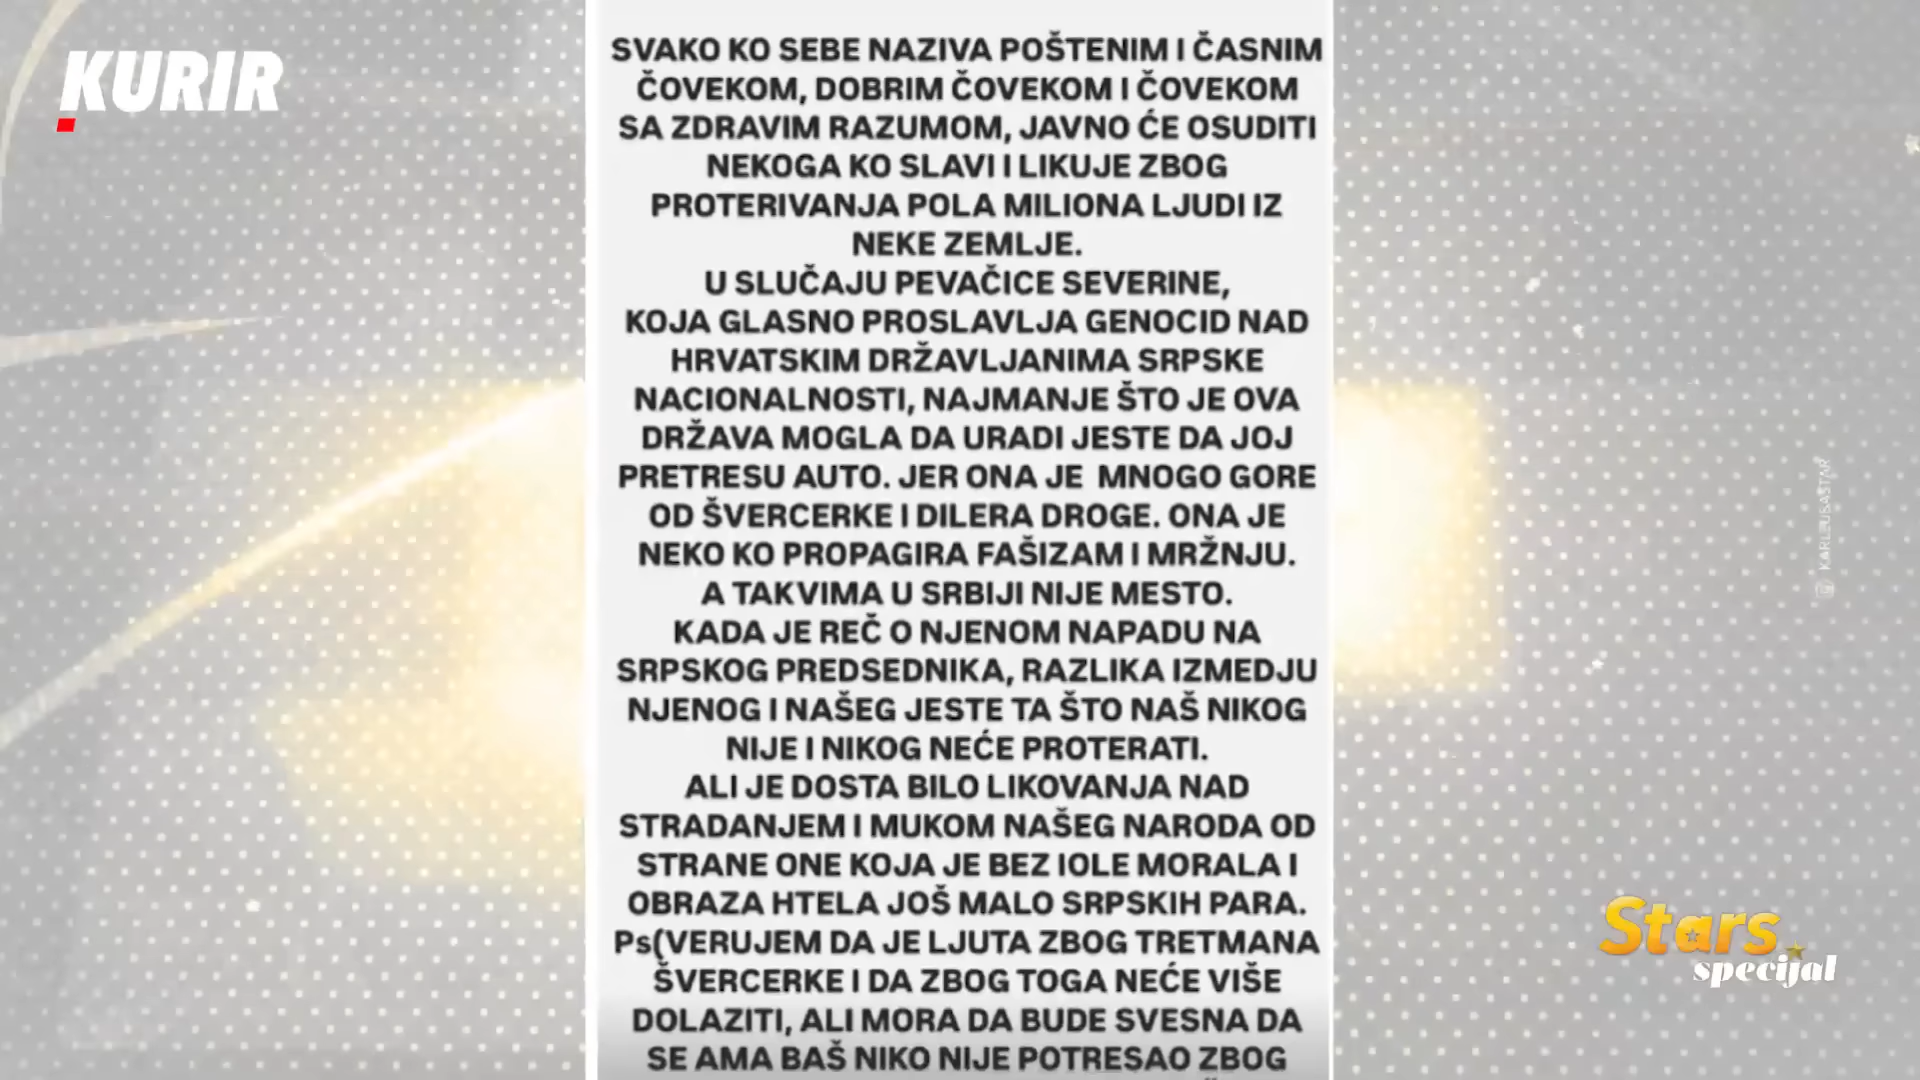 KURIR
SVAKO KO SEBE NAZIVA POŠTENIM I ČASNIM
ČOVEKOM, DOBRIM ČOVEKOM I ČOVEKOM
SA ZDRAVIM RAZUMOM, JAVNO ĆE OSUDITI
NEKOGA KO SLAVI I LIKUJE ZBOG
PROTERIVANJA POLA MILIONA LJUDI IZ
NEKE ZEMLJE.
U SLUČAJU PEVAČICE SEVERINE,
KOJA GLASNO PROSLAVLJA GENOCID NAD
HRVATSKIM DRŽAVLJANIMA SRPSKE
NACIONALNOSTI, NAJMANJE ŠTO JE OVA
DRŽAVA MOGLA DA URADI JESTE DA JOJ
PRETRESU AUTO. JER ONA JE MNOGO GORE
OD ŠVERCERKE I DILERA DROGE. ONA JE
NEKO KO PROPAGIRA FAŠIZAM I MRŽNJU.
A TAKVIMA U SRBIJI NIJE MESTO.
KADA JE REČ O NJENOM NAPADU NA
SRPSKOG PREDSEDNIKA, RAZLIKA IZMEDJU
NJENOG I NAŠEG JESTE TA ŠTO NAŠ NIKOG
NIJE I NIKOG NEĆE PROTERATI.
ALI JE DOSTA BILO LIKOVANJA NAD
STRADANJEM I MUKOM NAŠEG NARODA OD
STRANE ONE KOJA JE BEZ IOLE MORALA I
OBRAZA HTELA JOŠ MALO SRPSKIH PARA.
Ps(VERUJEM DA JE LJUTA ZBOG TRETMANA
ŠVERCERKE I DA ZBOG TOGA NEĆE VIŠE
DOLAZITI, ALI MORA DA BUDE SVESNA DA
SE AMA BAŠ NIKO NIJE POTRESAO ZBOG
KARLEUSASTAR
Stars
specijal